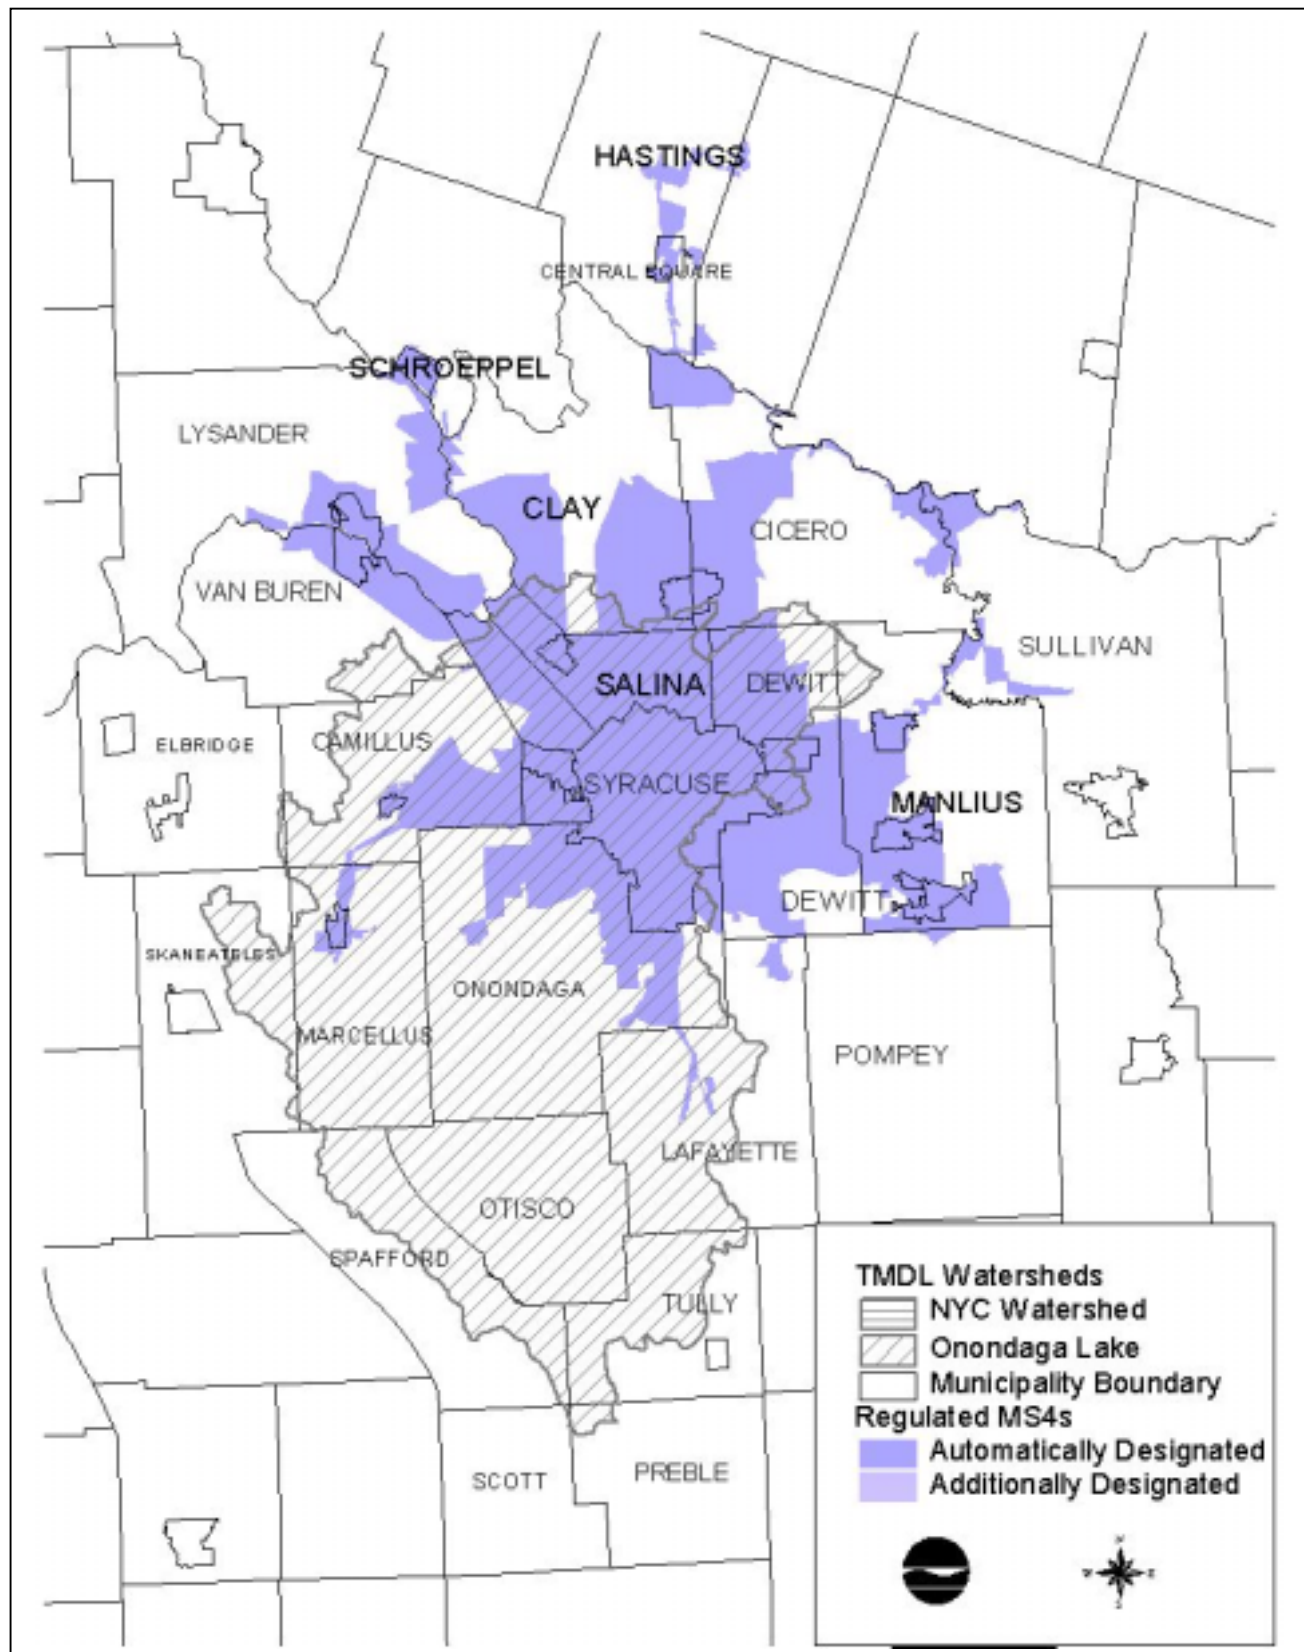 HASTINGS
CENTRAL SQUARE
SCHROEPPEL
LYSANDER
CLAY
CICERO
VAN BUREN
SULLIVAN
SALINA
DEWITT
ELBRIDGE
CAMILLUS
SYRACUSE
MANLIUS
DEWITT
SKANEATELES
ONONDAGA
MARCELLUS
POMPEY
LAFAYETTE
OTISCO
SPAFFORD
TULLY
SCOTT
PREBLE
TMDL Watersheds
NYC Watershed
Onondaga Lake
Municipality Boundary
Regulated MS4s
Automatically Designated
Additionally Designated
N
W E
S